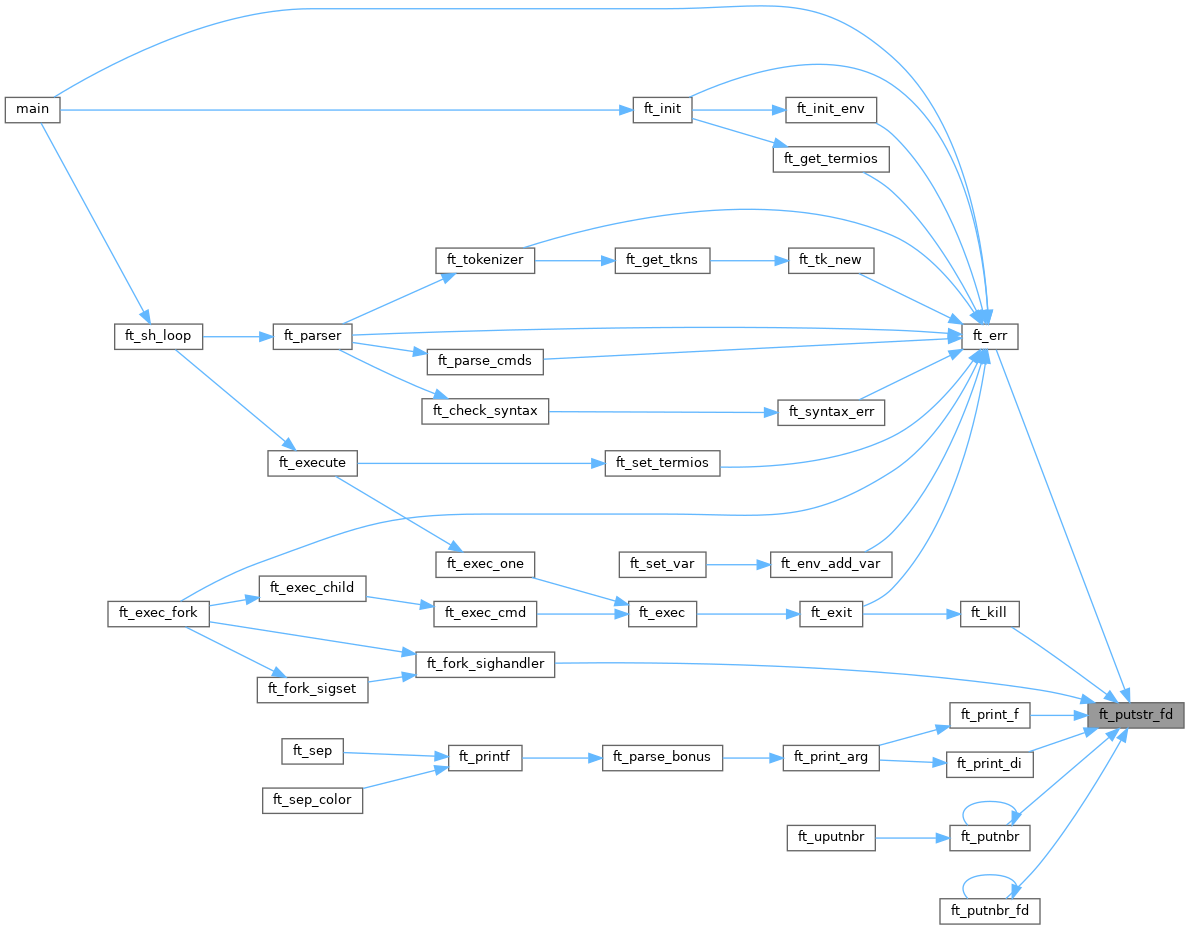 main
ft_init
ft_init_env
ft_get_termios
ft_tokenizer
ft_get_tkns
ft_tk_new
ft_sh_loop
ft_parser
ft_err
ft_parse_cmds
ft_check_syntax
ft_syntax_err
ft_execute
ft_set_termios
ft_exec_one
ft_set_var
ft_env_add_var
ft_exec_child
ft_exec_fork
ft_exec_cmd
ft_exec
ft_exit
ft_kill
ft_fork_sighandler
ft_fork_sigset
ft_print_f
ft_putstr_fd
ft_sep
ft_printf
ft_parse_bonus
ft_print_arg
ft_print_di
ft_sep_color
ft_uputnbr
ft_putnbr
ft_putnbr_fd